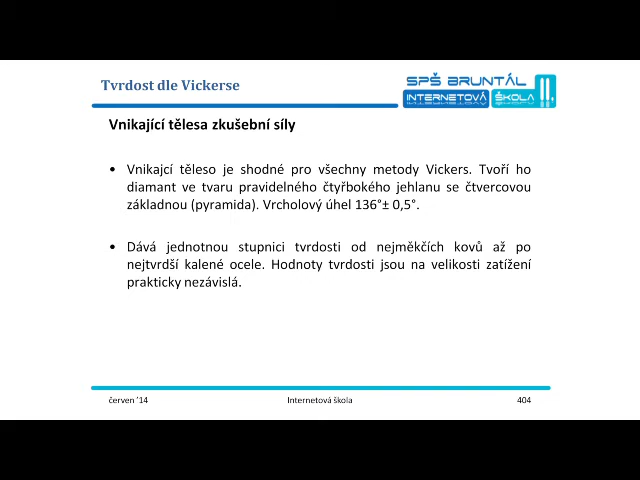 Tvrdost dle Vickerse
SPŠ BRUNTÁL
INTERNETOVÁ ŠKOLA II.
Vnikající tělesa zkušební síly
• Vnikajcí těleso je shodné pro všechny metody Vickers. Tvoří ho
diamant ve tvaru pravidelného čtyřbokého jehlanu se čtvercovou
základnou (pyramida). Vrcholový úhel 136°± 0,5°.
• Dává jednotnou stupnici tvrdosti od nejměkčích kovů až po
nejtvrdší kalené ocele. Hodnoty tvrdosti jsou na velikosti zatížení
prakticky nezávislá.
červen ’14
Internetová škola
404